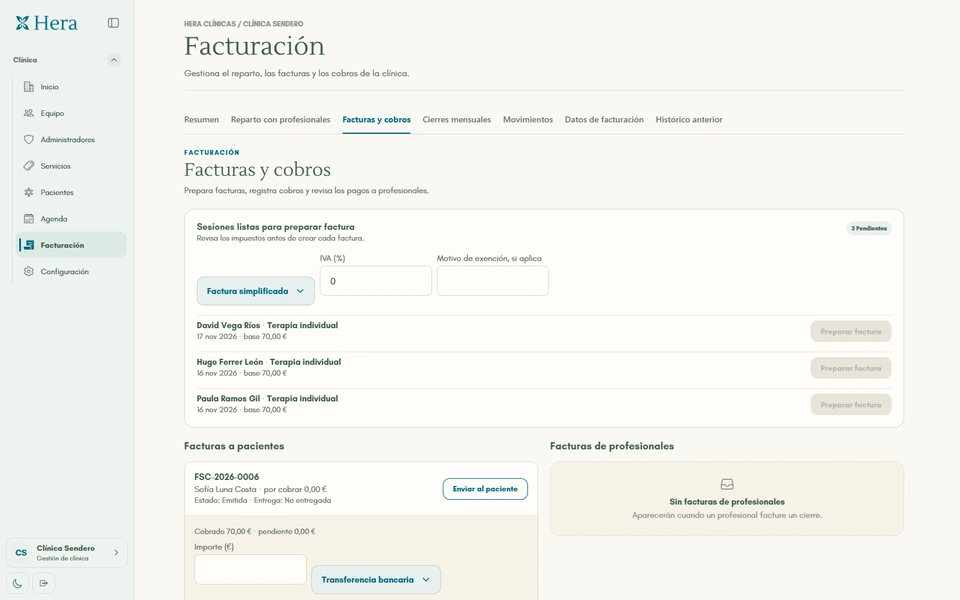 Hera
HERA CLÍNICAS / CLÍNICA SENDERO
Facturación
Gestiona el reparto, las facturas y los cobros de la clínica.
Clínica
Inicio
Equipo
Administradores
Servicios
Pacientes
Agenda
Facturación
Configuración
CS
Clínica Sendero
Gestión de clínica
Resumen
Reparto con profesionales
Facturas y cobros
Cierres mensuales
Movimientos
Datos de facturación
Histórico anterior
FACTURACIÓN
Facturas y cobros
Prepara facturas, registra cobros y revisa los pagos a profesionales.
Sesiones listas para preparar factura
3 Pendientes
Revisa los impuestos antes de crear cada factura.
IVA (%)
Motivo de exención, si aplica
Factura simplificada
0
David Vega Ríos · Terapia individual
17 nov 2026 · base 70,00 €
Preparar factura
Hugo Ferrer León · Terapia individual
16 nov 2026 · base 70,00 €
Preparar factura
Paula Ramos Gil · Terapia individual
16 nov 2026 · base 70,00 €
Preparar factura
Facturas a pacientes
FSC-2026-0006
Sofía Luna Costa · por cobrar 0,00 €
Estado: Emitida · Entrega: No entregada
Enviar al paciente
Cobrado 70,00 € · pendiente 0,00 €
Importe (€)
Transferencia bancaria
Facturas de profesionales
Sin facturas de profesionales
Aparecerán cuando un profesional facture un cierre.